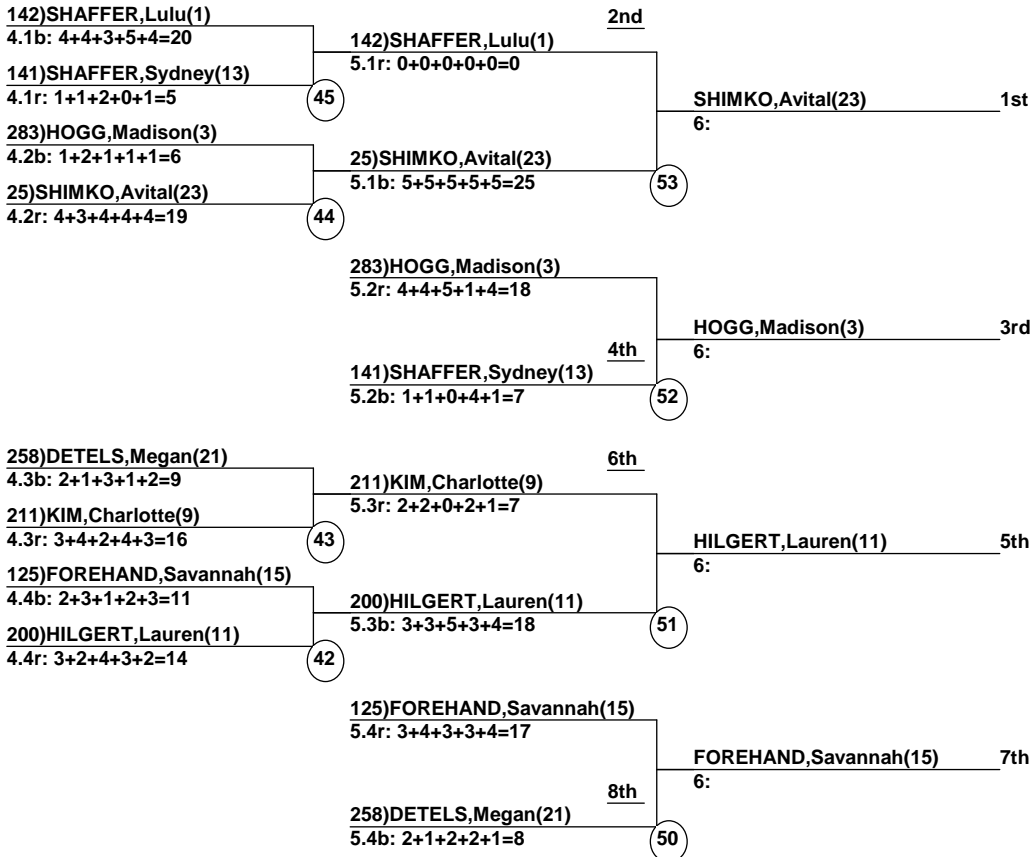 142)SHAFFER,Lulu(1)
4.1b: 4+4+3+5+4=20
141)SHAFFER,Sydney(13)
4.1r: 1+1+2+0+1=5
45
283)HOGG,Madison(3)
4.2b: 1+2+1+1+1=6
25)SHIMKO,Avital(23)
4.2r: 4+3+4+4+4=19
44
2nd
142)SHAFFER,Lulu(1)
5.1r: 0+0+0+0+0=0
25)SHIMKO,Avital(23)
5.1b: 5+5+5+5+5=25
53
SHIMKO,Avital(23)
6:
1st
283)HOGG,Madison(3)
5.2r: 4+4+5+1+4=18
4th
141)SHAFFER,Sydney(13)
5.2b: 1+1+0+4+1=7
52
HOGG,Madison(3)
6:
3rd
258)DETELS,Megan(21)
4.3b: 2+1+3+1+2=9
211)KIM,Charlotte(9)
4.3r: 3+4+2+4+3=16
43
125)FOREHAND,Savannah(15)
4.4b: 2+3+1+2+3=11
200)HILGERT,Lauren(11)
4.4r: 3+2+4+3+2=14
42
6th
211)KIM,Charlotte(9)
5.3r: 2+2+0+2+1=7
200)HILGERT,Lauren(11)
5.3b: 3+3+5+3+4=18
51
HILGERT,Lauren(11)
6:
5th
125)FOREHAND,Savannah(15)
5.4r: 3+4+3+3+4=17
8th
258)DETELS,Megan(21)
5.4b: 2+1+2+2+1=8
50
FOREHAND,Savannah(15)
6:
7th